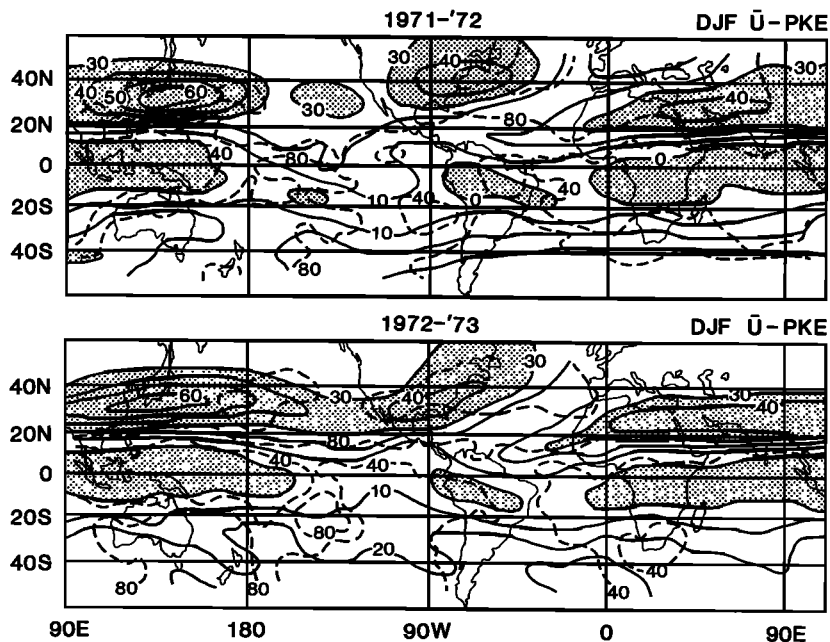 1971-'72 DJF Ū-PKE
30 30 40 30
40N 40 50 60 30 40
20N 80
0 40 80 0
20S 10 40 0 40
40S 10
80
1972-'73 DJF Ū-PKE
30
40N 60 30 40 30 40
20N 80
0 40 40
10
20S 80
40S 20
80 80 40 40
90E 180 90W 0 90E